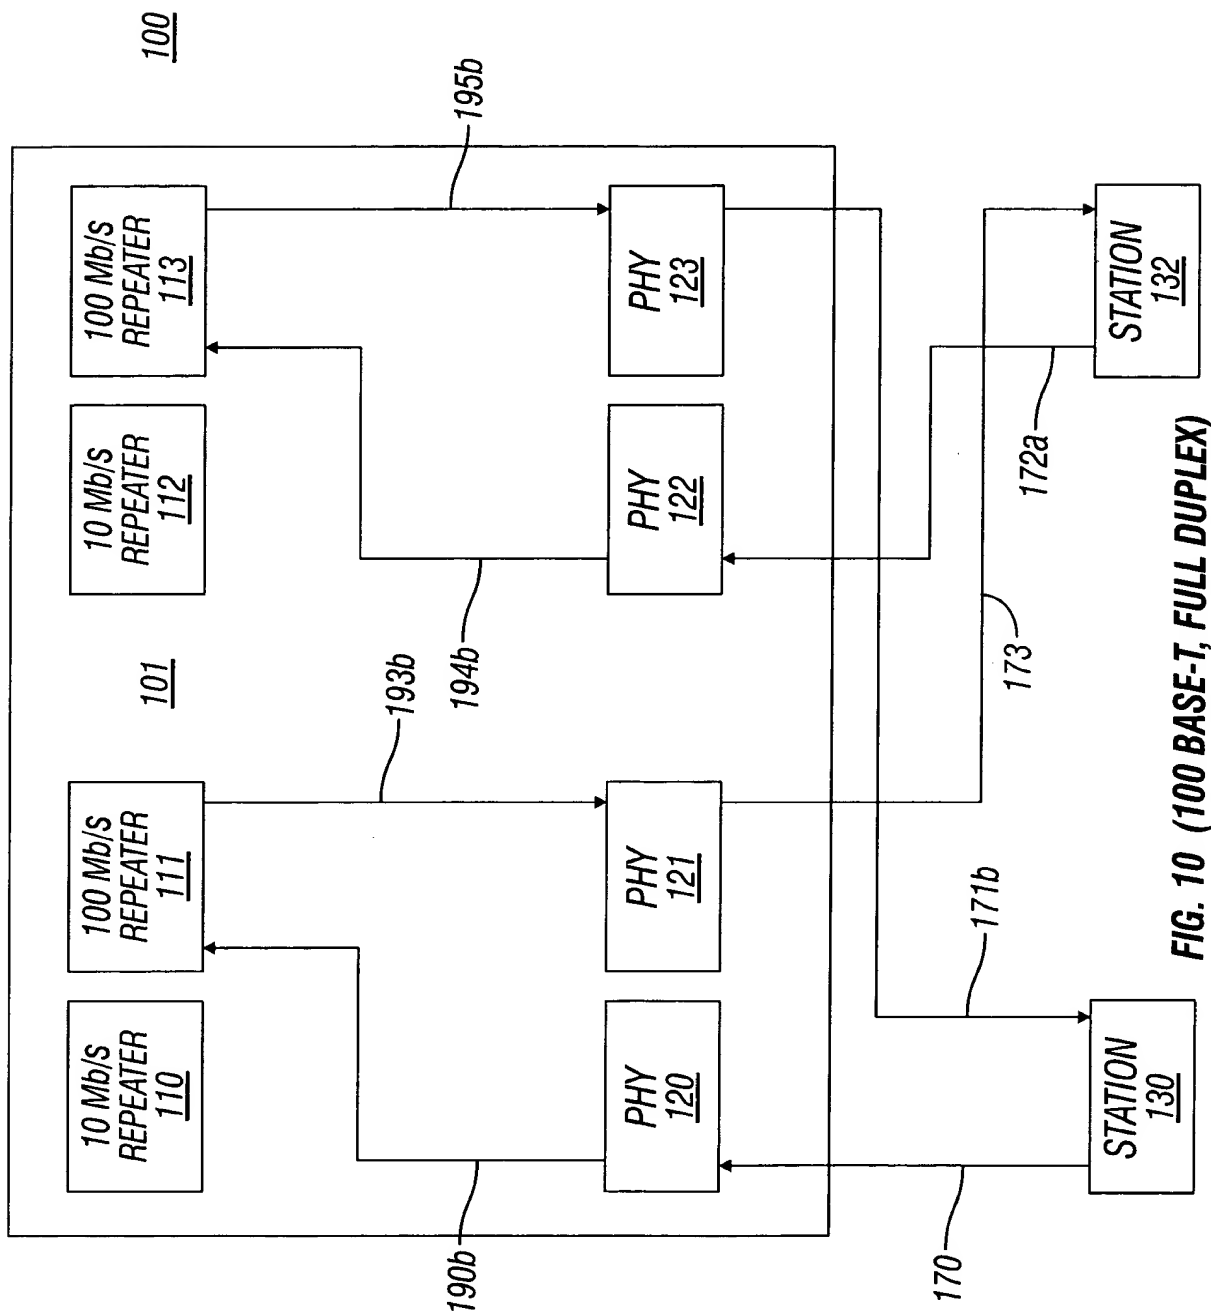 100
10 Mb/s
REPEATER
110
100 Mb/s
REPEATER
111
101
10 Mb/s
REPEATER
112
100 Mb/s
REPEATER
113
190b
193b
194b
195b
PHY
120
PHY
121
PHY
122
PHY
123
170
171b
173
172a
STATION
130
STATION
132
FIG. 10 (100 BASE-T, FULL DUPLEX)